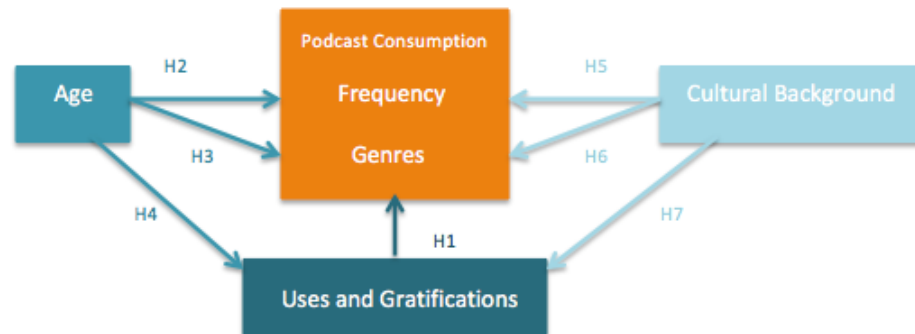 Podcast Consumption
H2
H5
Age
Frequency
Cultural Background
H3
Genres
H6
H4
H7
H1
Uses and Gratifications